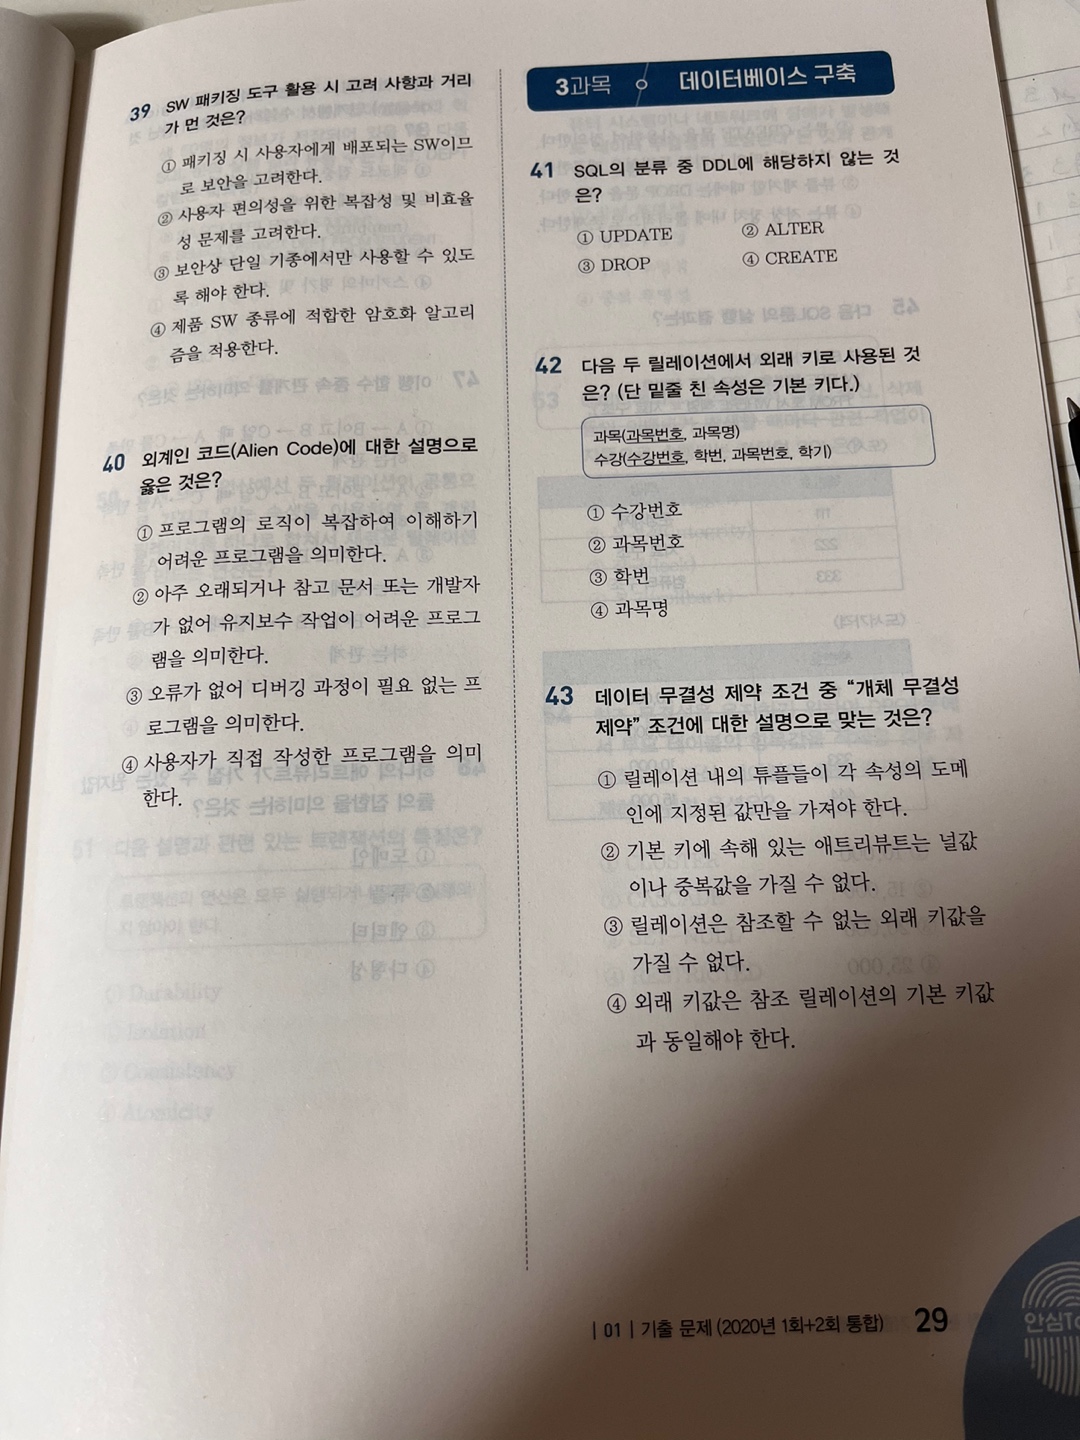 39 SW 패키징 도구 활용 시 고려 사항과 거리
가 먼 것은?
① 패키징 시 사용자에게 배포되는 SW이므
로 보안을 고려한다.
② 사용자 편의성을 위한 복잡성 및 비효율
성 문제를 고려한다.
③ 보안상 단일 기종에서만 사용할 수 있도
록 해야 한다.
④ 제품 SW 종류에 적합한 암호화 알고리
즘을 적용한다.
40 외계인 코드(Alien Code)에 대한 설명으로
옳은 것은?
① 프로그램의 로직이 복잡하여 이해하기
어려운 프로그램을 의미한다.
② 아주 오래되거나 참고 문서 또는 개발자
가 없어 유지보수 작업이 어려운 프로그
램을 의미한다.
③ 오류가 없어 디버깅 과정이 필요 없는 프
로그램을 의미한다.
④ 사용자가 직접 작성한 프로그램을 의미
한다.
3과목 데이터베이스 구축
41 SQL의 분류 중 DDL에 해당하지 않는 것
은?
① UPDATE ② ALTER
③ DROP ④ CREATE
42 다음 두 릴레이션에서 외래 키로 사용된 것
은? (단 밑줄 친 속성은 기본 키다.)
과목(과목번호, 과목명)
수강(수강번호, 학번, 과목번호, 학기)
① 수강번호
② 과목번호
③ 학번
④ 과목명
43 데이터 무결성 제약 조건 중 “개체 무결성
제약” 조건에 대한 설명으로 맞는 것은?
① 릴레이션 내의 튜플들이 각 속성의 도메
인에 지정된 값만을 가져야 한다.
② 기본 키에 속해 있는 애트리뷰트는 널값
이나 중복값을 가질 수 없다.
③ 릴레이션은 참조할 수 없는 외래 키값을
가질 수 없다.
④ 외래 키값은 참조 릴레이션의 기본 키값
과 동일해야 한다.
| 01 | 기출 문제 (2020년 1회+2회 통합) 29
안심To